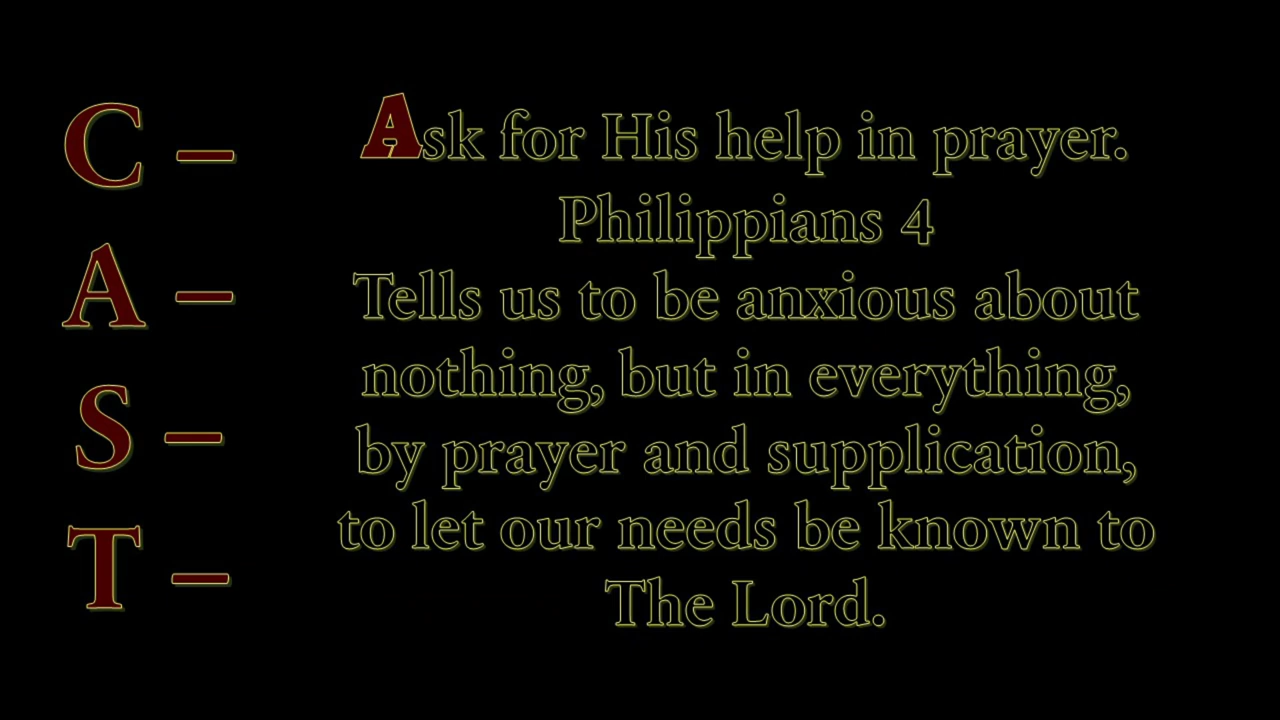 C –
A –
S –
T –
Ask for His help in prayer.
Philippians 4
Tells us to be anxious about
nothing, but in everything,
by prayer and supplication,
to let our needs be known to
The Lord.